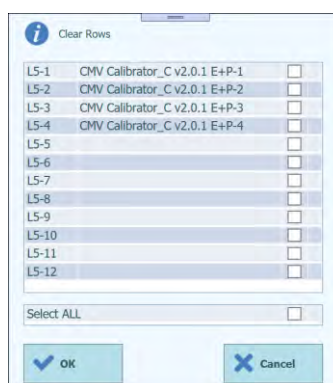 Clear Rows
L5-1 CMV Calibrator_C v2.0.1 E+P-1
L5-2 CMV Calibrator_C v2.0.1 E+P-2
L5-3 CMV Calibrator_C v2.0.1 E+P-3
L5-4 CMV Calibrator_C v2.0.1 E+P-4
L5-5
L5-6
L5-7
L5-8
L5-9
L5-10
L5-11
L5-12
Select ALL
OK Cancel